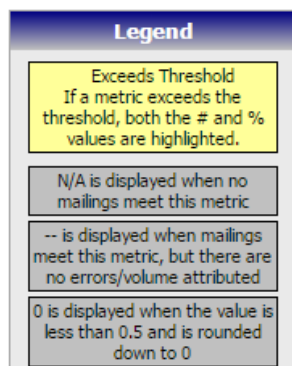 Legend
Exceeds Threshold
If a metric exceeds the
threshold, both the # and %
values are highlighted.
N/A is displayed when no
mailings meet this metric
-- is displayed when mailings
meet this metric, but there are
no errors/volume attributed
0 is displayed when the value is
less than 0.5 and is rounded
down to 0